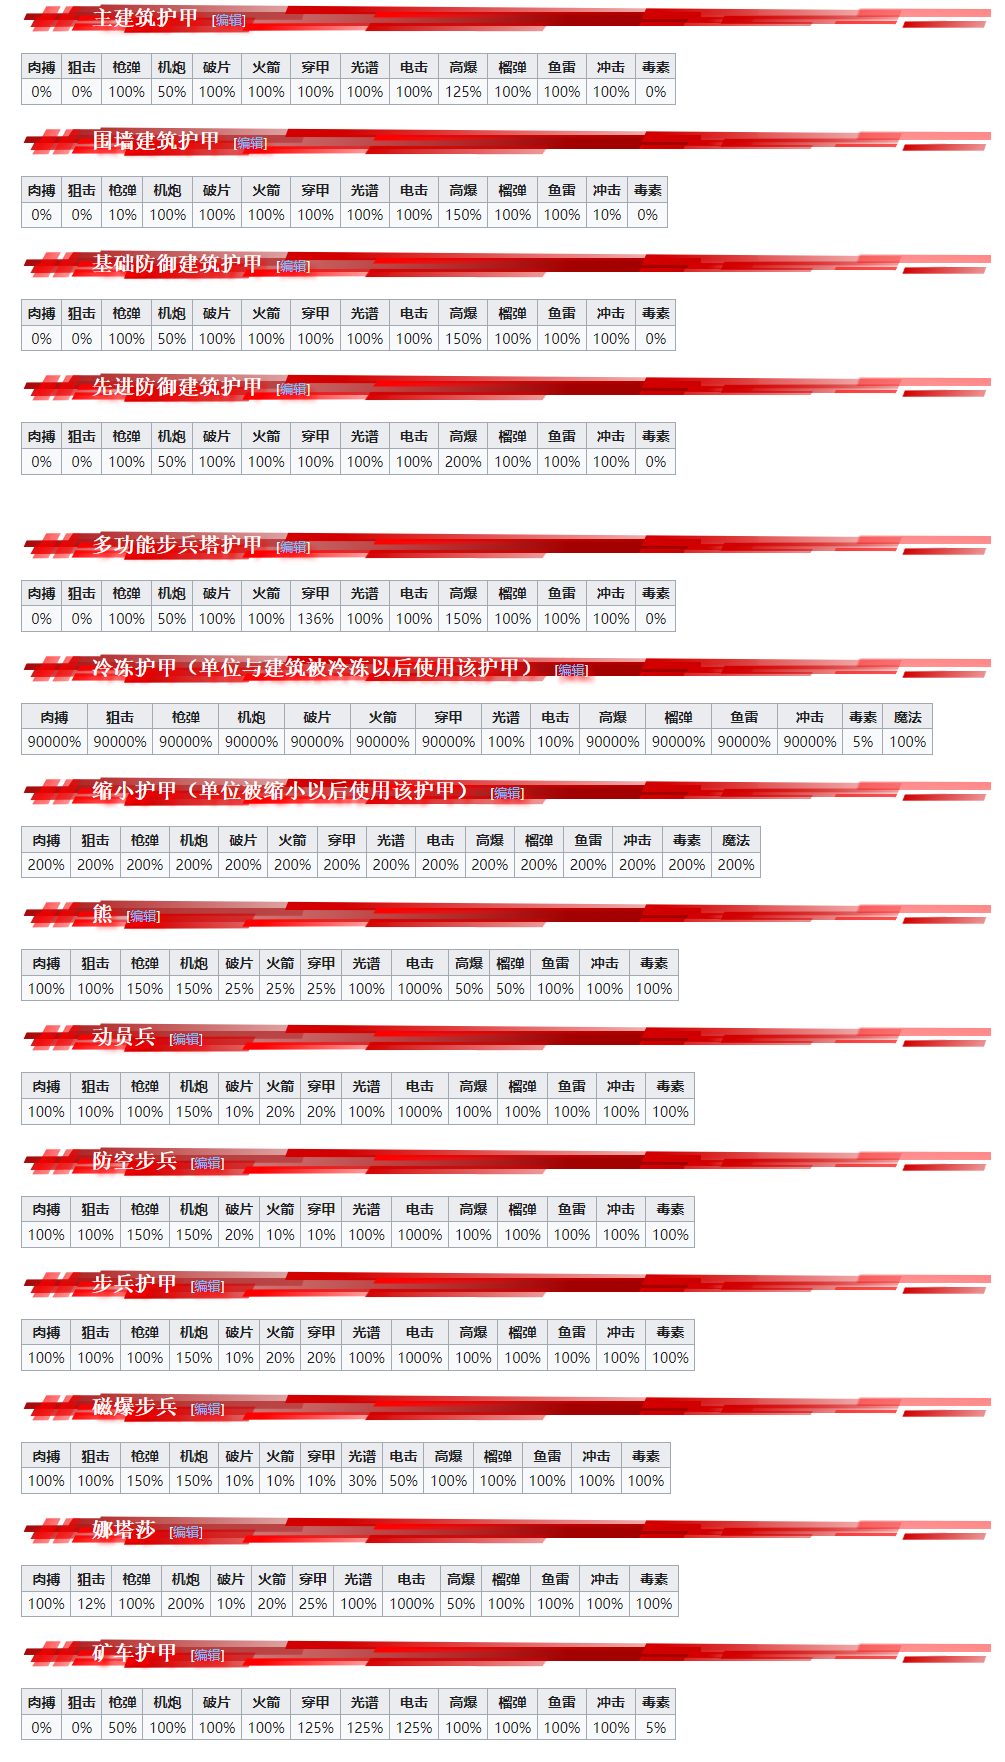 主建筑护甲 [编辑]
肉搏 狙击 枪弹 机炮 破片 火箭 穿甲 光谱 电击 高爆 榴弹 鱼雷 冲击 毒素
0% 0% 100% 50% 100% 100% 100% 100% 100% 125% 100% 100% 100% 0%
围墙建筑护甲 [编辑]
肉搏 狙击 枪弹 机炮 破片 火箭 穿甲 光谱 电击 高爆 榴弹 鱼雷 冲击 毒素
0% 0% 10% 100% 100% 100% 100% 100% 100% 150% 100% 100% 10% 0%
基础防御建筑护甲 [编辑]
肉搏 狙击 枪弹 机炮 破片 火箭 穿甲 光谱 电击 高爆 榴弹 鱼雷 冲击 毒素
0% 0% 100% 50% 100% 100% 100% 100% 100% 150% 100% 100% 100% 0%
先进防御建筑护甲 [编辑]
肉搏 狙击 枪弹 机炮 破片 火箭 穿甲 光谱 电击 高爆 榴弹 鱼雷 冲击 毒素
0% 0% 100% 50% 100% 100% 100% 100% 100% 200% 100% 100% 100% 0%
多功能步兵塔护甲 [编辑]
肉搏 狙击 枪弹 机炮 破片 火箭 穿甲 光谱 电击 高爆 榴弹 鱼雷 冲击 毒素
0% 0% 100% 50% 100% 100% 136% 100% 100% 150% 100% 100% 100% 0%
冷冻护甲（单位与建筑被冷冻以后使用该护甲） [编辑]
肉搏 狙击 枪弹 机炮 破片 火箭 穿甲 光谱 电击 高爆 榴弹 鱼雷 冲击 毒素 魔法
90000% 90000% 90000% 90000% 90000% 90000% 90000% 100% 100% 90000% 90000% 90000% 90000% 5% 100%
缩小护甲（单位被缩小以后使用该护甲） [编辑]
肉搏 狙击 枪弹 机炮 破片 火箭 穿甲 光谱 电击 高爆 榴弹 鱼雷 冲击 毒素 魔法
200% 200% 200% 200% 200% 200% 200% 200% 200% 200% 200% 200% 200% 200% 200%
熊 [编辑]
肉搏 狙击 枪弹 机炮 破片 火箭 穿甲 光谱 电击 高爆 榴弹 鱼雷 冲击 毒素
100% 100% 150% 150% 25% 25% 25% 100% 1000% 50% 50% 100% 100% 100%
动员兵 [编辑]
肉搏 狙击 枪弹 机炮 破片 火箭 穿甲 光谱 电击 高爆 榴弹 鱼雷 冲击 毒素
100% 100% 100% 150% 10% 20% 20% 100% 1000% 100% 100% 100% 100% 100%
防空步兵 [编辑]
肉搏 狙击 枪弹 机炮 破片 火箭 穿甲 光谱 电击 高爆 榴弹 鱼雷 冲击 毒素
100% 100% 150% 150% 20% 10% 10% 100% 1000% 100% 100% 100% 100% 100%
步兵护甲 [编辑]
肉搏 狙击 枪弹 机炮 破片 火箭 穿甲 光谱 电击 高爆 榴弹 鱼雷 冲击 毒素
100% 100% 100% 150% 10% 20% 20% 100% 1000% 100% 100% 100% 100% 100%
磁爆步兵 [编辑]
肉搏 狙击 枪弹 机炮 破片 火箭 穿甲 光谱 电击 高爆 榴弹 鱼雷 冲击 毒素
100% 100% 150% 150% 10% 10% 10% 30% 50% 100% 100% 100% 100% 100%
娜塔莎 [编辑]
肉搏 狙击 枪弹 机炮 破片 火箭 穿甲 光谱 电击 高爆 榴弹 鱼雷 冲击 毒素
100% 12% 100% 200% 10% 20% 25% 100% 1000% 50% 100% 100% 100% 100%
矿车护甲 [编辑]
肉搏 狙击 枪弹 机炮 破片 火箭 穿甲 光谱 电击 高爆 榴弹 鱼雷 冲击 毒素
0% 0% 50% 100% 100% 100% 125% 125% 125% 100% 100% 100% 100% 5%